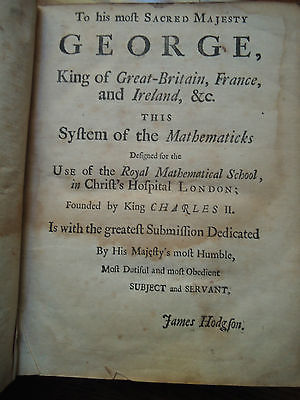 To his moſt SACRED MAJESTY
GEORGE,
King of Great-Britain, France,
and Ireland, &c.
THIS
Syſtem of the Mathematicks
Deſigned for the
USE of the Royal Mathematical School,
in Chriſt's Hoſpital LONDON;
Founded by King CHARLES II.
Is with the greateſt Submiſſion Dedicated
By His Majeſty's moſt Humble,
Moſt Dutiful and moſt Obedient
SUBJECT and SERVANT,
James Hodgſon.